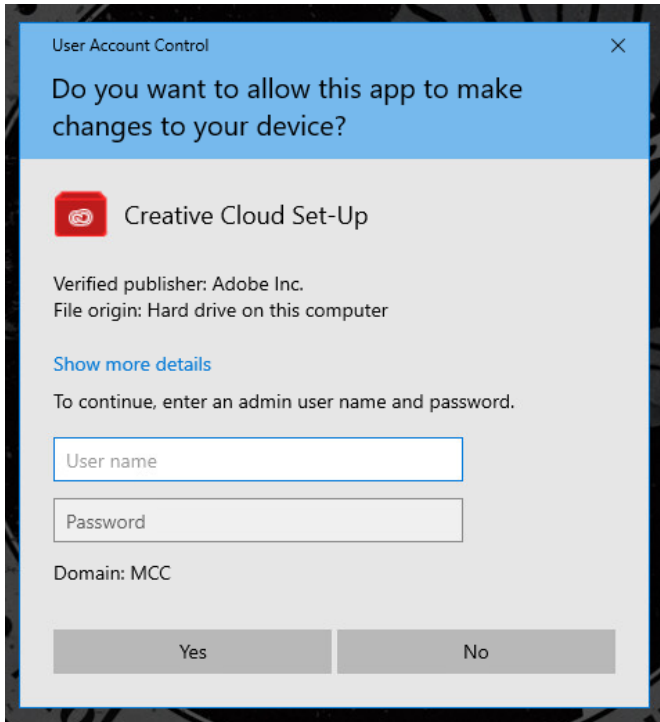 User Account Control
Do you want to allow this app to make
changes to your device?
Creative Cloud Set-Up
Verified publisher: Adobe Inc.
File origin: Hard drive on this computer
Show more details
To continue, enter an admin user name and password.
User name
Password
Domain: MCC
Yes
No